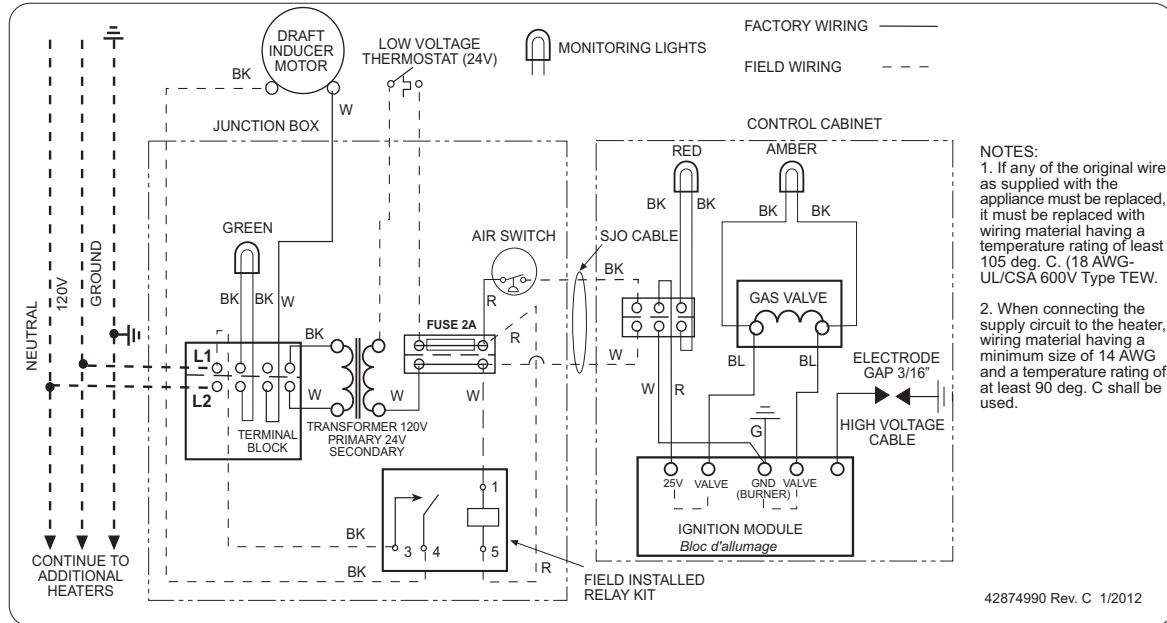 FACTORY WIRING
FIELD WIRING
MONITORING LIGHTS
DRAFT
INDUCER
MOTOR
LOW VOLTAGE
THERMOSTAT (24V)
BK
W
JUNCTION BOX
CONTROL CABINET
NEUTRAL
120V
GROUND
GREEN
BK
BK
W
AIR SWITCH
SJO CABLE
RED
AMBER
BK
BK
BK
BK
BK
R
R
FUSE 2A
BK
W
W
W
L1
L2
TERMINAL
BLOCK
TRANSFORMER 120V
PRIMARY 24V
SECONDARY
GAS VALVE
BL
BL
W
R
G
ELECTRODE
GAP 3/16”
HIGH VOLTAGE
CABLE
25V
VALVE
GND
(BURNER)
VALVE
IGNITION MODULE
Bloc d'allumage
W
1
3
4
5
BK
BK
R
FIELD INSTALLED
RELAY KIT
CONTINUE TO
ADDITIONAL
HEATERS
NOTES:
1. If any of the original wire
as supplied with the
appliance must be replaced,
it must be replaced with
wiring material having a
temperature rating of least
105 deg. C. (18 AWG-
UL/CSA 600V Type TEW.
2. When connecting the
supply circuit to the heater,
wiring material having a
minimum size of 14 AWG
and a temperature rating of
at least 90 deg. C shall be
used.
42874990 Rev. C 1/2012